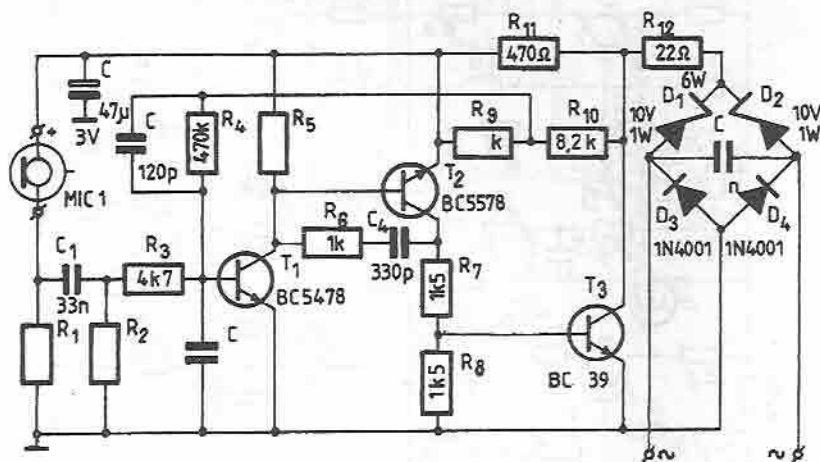 R11
470Ω
R12
22Ω
6W
C
47µ
3V
C
120p
R4
470k
R5
R9
k
R10
8,2k
D1
D2
10V
1W
10V
1W
C
n
+
MIC 1
T2
BC5578
R6
1k
C4
330p
D3
D4
1N4001
1N4001
C1
33n
R3
4k7
T1
BC5478
R7
1k5
T3
R1
R2
C
R8
1k5
BC 39
~
~